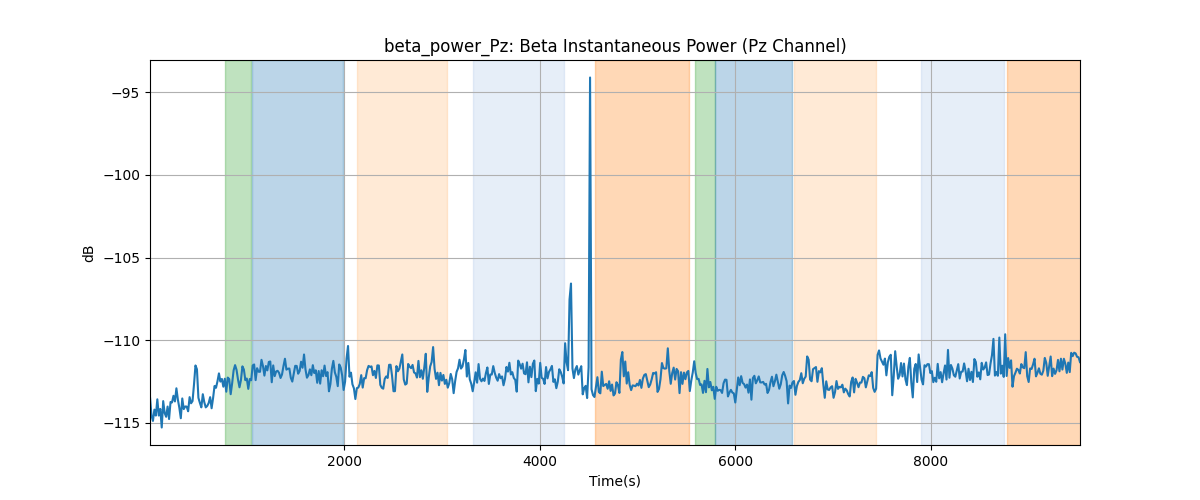 beta_power_Pz: Beta Instantaneous Power (Pz Channel)
−95
−100
−105
−110
−115
dB
2000 4000 6000 8000
Time(s)